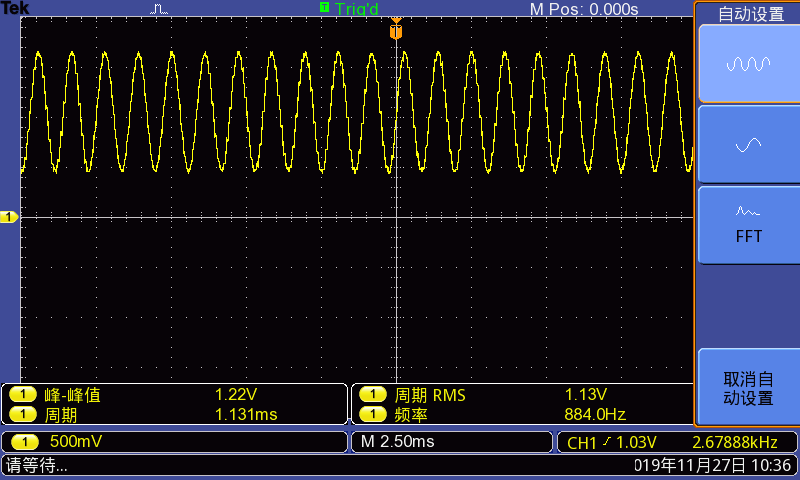 Tek T Trig'd M Pos: 0.000s
自动设置
T
1
FFT
取消自
动设置
1 峰-峰值 1.22V
1 周期 1.131ms
1 周期 RMS 1.13V
1 频率 884.0Hz
1 500mV M 2.50ms CH1 1.03V 2.67888kHz
请等待... 019年11月27日 10:36